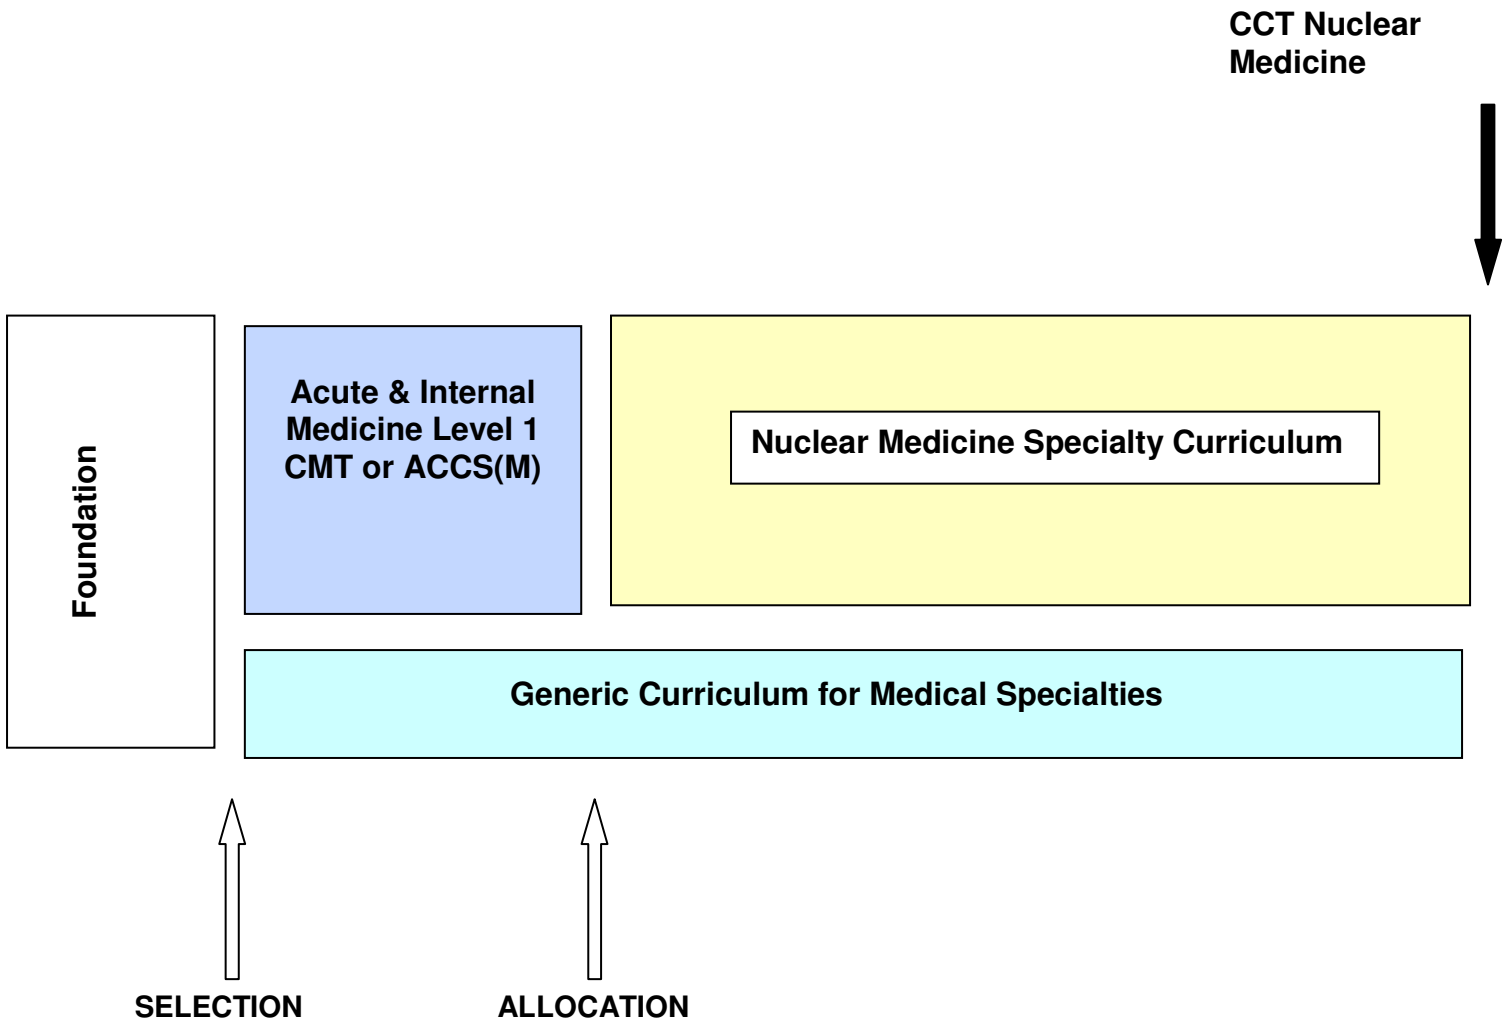 CCT Nuclear
Medicine
Foundation
Acute & Internal
Medicine Level 1
CMT or ACCS(M)
Nuclear Medicine Specialty Curriculum
Generic Curriculum for Medical Specialties
SELECTION
ALLOCATION